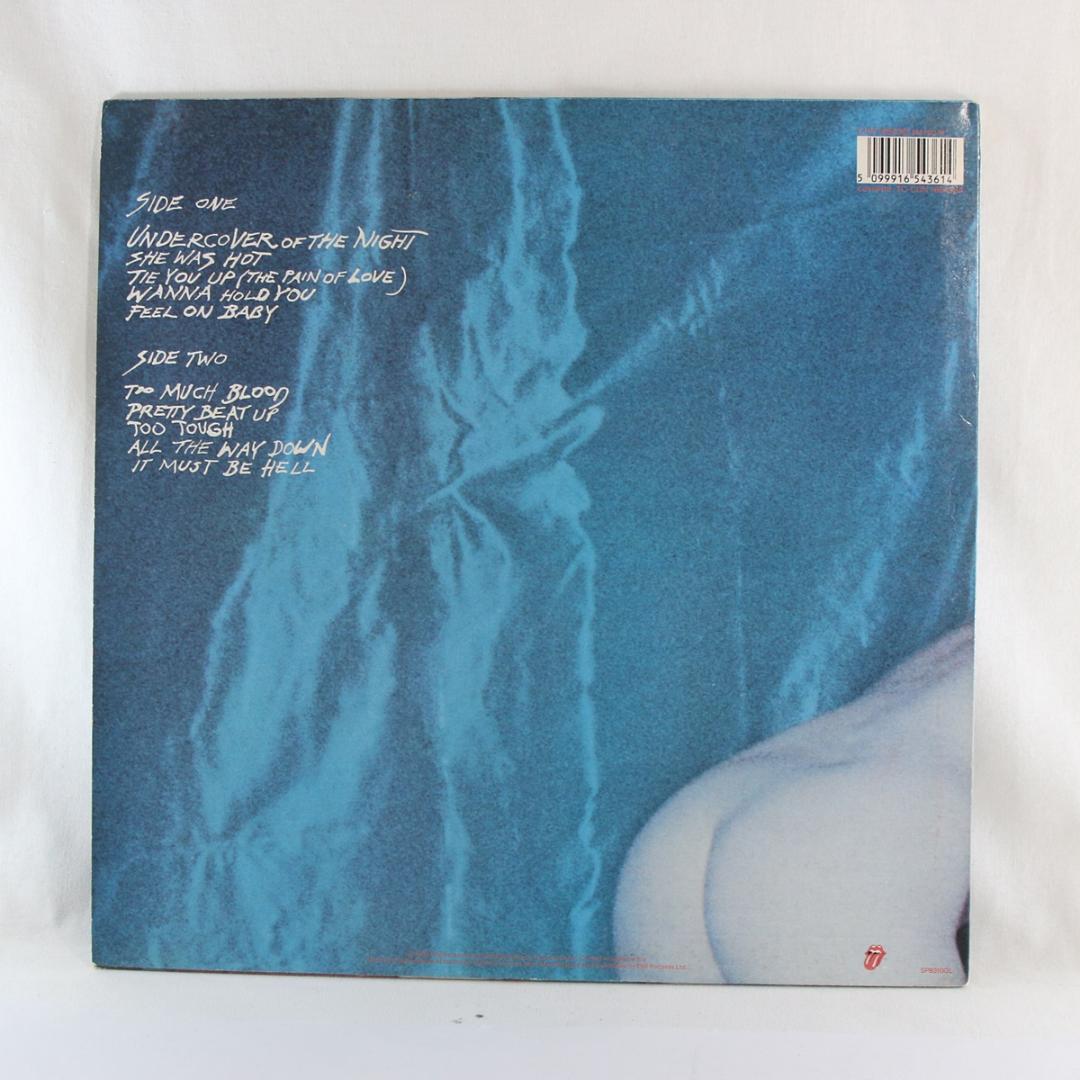 5 099916 543614
SIDE ONE
UNDERCOVER OF THE NIGHT
SHE WAS HOT
TIE YOU UP (THE PAIN OF LOVE)
WANNA HOLD YOU
FEEL ON BABY
SIDE TWO
TOO MUCH BLOOD
PRETTY BEAT UP
TOO TOUGH
ALL THE WAY DOWN
IT MUST BE HELL